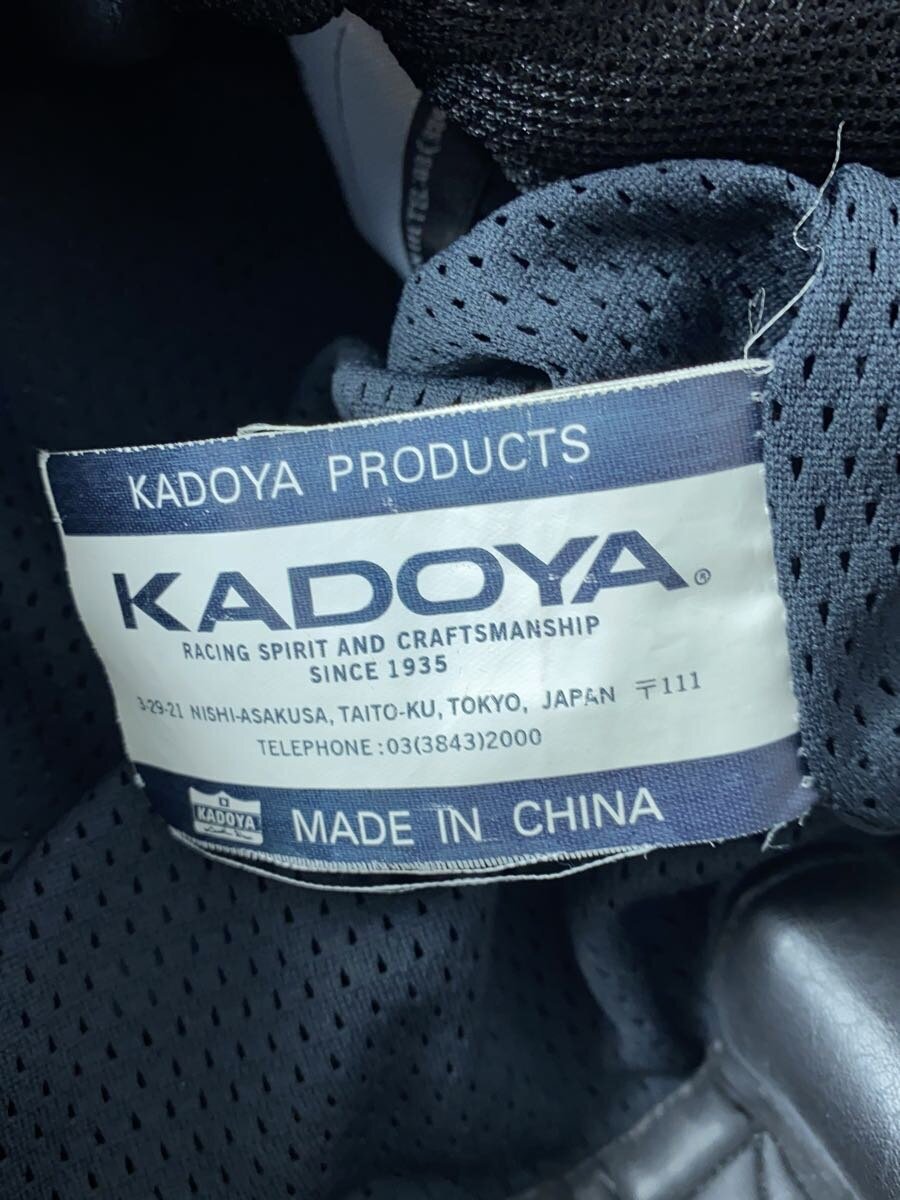 KADOYA PRODUCTS
KADOYA®
RACING SPIRIT AND CRAFTSMANSHIP
SINCE 1935
3-29-21 NISHI-ASAKUSA, TAITO-KU, TOKYO, JAPAN 〒111
TELEPHONE : 03(3843)2000
KADOYA
MADE IN CHINA